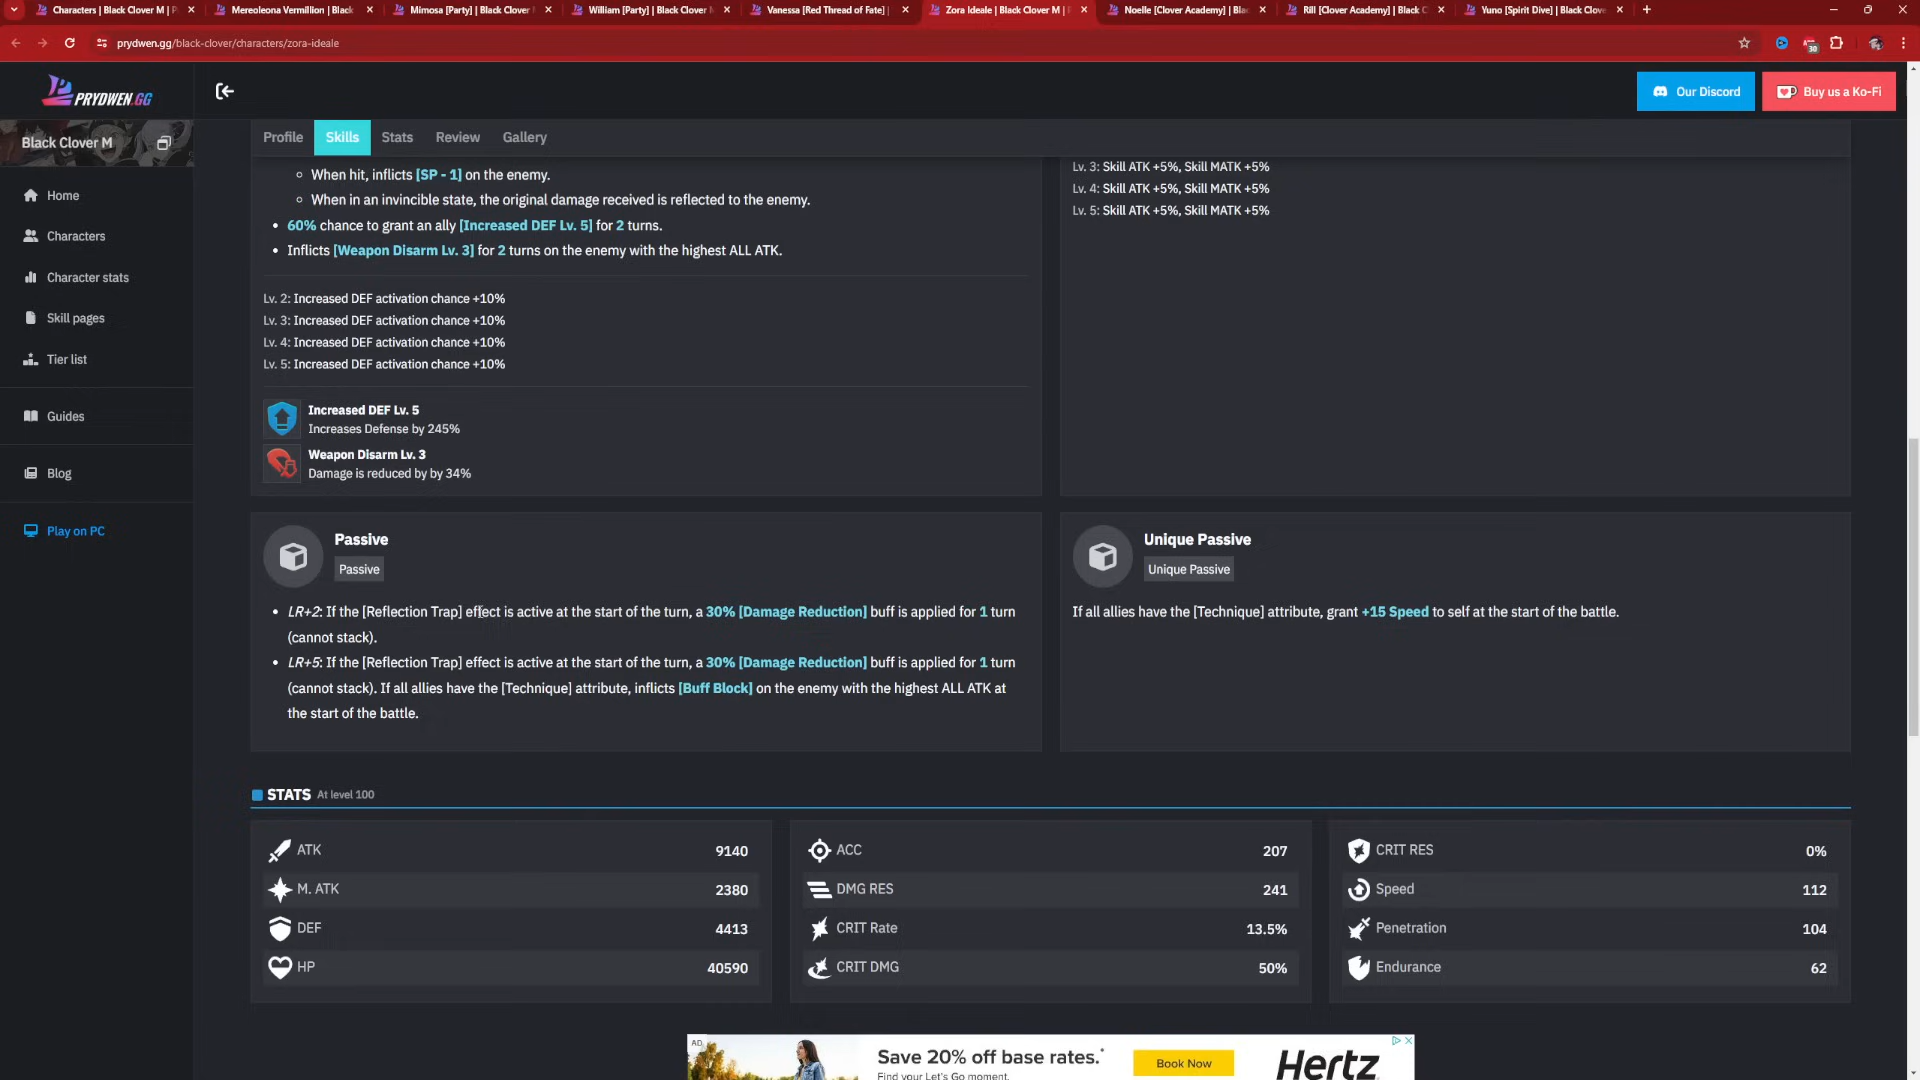 Characters | Black Clover M |
Mereoleona Vermillion | Black
Mimosa [Party] | Black Clover
William [Party] | Black Clover
Vanessa [Red Thread of Fate] |
Zora Ideale | Black Clover M |
Noelle [Clover Academy] | Bla
Rill [Clover Academy] | Black C
Yuno [Spirit Dive] | Black Clove
prydwen.gg/black-clover/characters/zora-ideale
30
PRYDWEN.GG
Our Discord
Buy us a Ko-Fi
Black Clover M
Home
Characters
Character stats
Skill pages
Tier list
Guides
Blog
Play on PC
Profile
Skills
Stats
Review
Gallery
When hit, inflicts [SP - 1] on the enemy.
When in an invincible state, the original damage received is reflected to the enemy.
60% chance to grant an ally [Increased DEF Lv. 5] for 2 turns.
Inflicts [Weapon Disarm Lv. 3] for 2 turns on the enemy with the highest ALL ATK.
Lv. 2: Increased DEF activation chance +10%
Lv. 3: Increased DEF activation chance +10%
Lv. 4: Increased DEF activation chance +10%
Lv. 5: Increased DEF activation chance +10%
Increased DEF Lv. 5
Increases Defense by 245%
Weapon Disarm Lv. 3
Damage is reduced by by 34%
Lv. 3: Skill ATK +5%, Skill MATK +5%
Lv. 4: Skill ATK +5%, Skill MATK +5%
Lv. 5: Skill ATK +5%, Skill MATK +5%
Passive
Passive
LR+2: If the [Reflection Trap] effect is active at the start of the turn, a 30% [Damage Reduction] buff is applied for 1 turn
(cannot stack).
LR+5: If the [Reflection Trap] effect is active at the start of the turn, a 30% [Damage Reduction] buff is applied for 1 turn
(cannot stack). If all allies have the [Technique] attribute, inflicts [Buff Block] on the enemy with the highest ALL ATK at
the start of the battle.
Unique Passive
Unique Passive
If all allies have the [Technique] attribute, grant +15 Speed to self at the start of the battle.
STATS At level 100
ATK 9140
M. ATK 2380
DEF 4413
HP 40590
ACC 207
DMG RES 241
CRIT Rate 13.5%
CRIT DMG 50%
CRIT RES 0%
Speed 112
Penetration 104
Endurance 62
AD
Save 20% off base rates.*
Find your Let's Go moment.
Book Now
Hertz